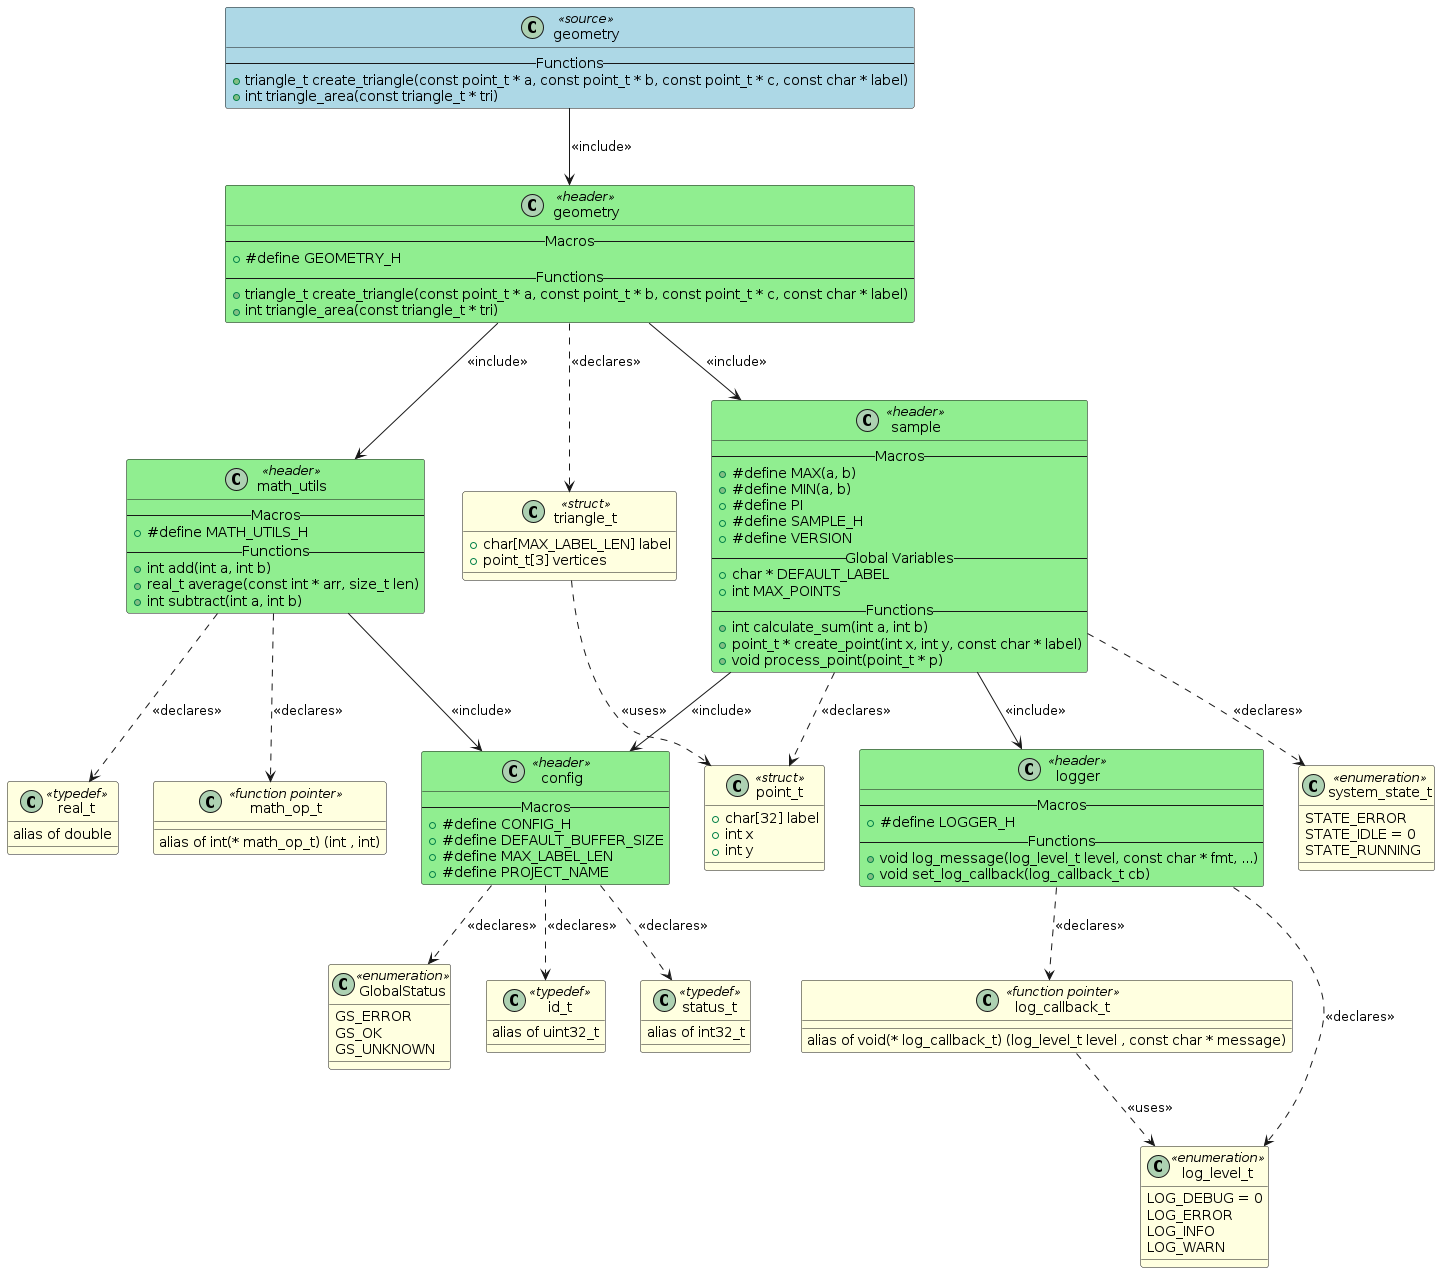 C
«source»
geometry
Functions
triangle_t create_triangle(const point_t * a, const point_t * b, const point_t * c, const char * label)
int triangle_area(const triangle_t * tri)
«include»
C
«header»
geometry
Macros
#define GEOMETRY_H
Functions
triangle_t create_triangle(const point_t * a, const point_t * b, const point_t * c, const char * label)
int triangle_area(const triangle_t * tri)
«include»
«declares»
«include»
C
«header»
math_utils
Macros
#define MATH_UTILS_H
Functions
int add(int a, int b)
real_t average(const int * arr, size_t len)
int subtract(int a, int b)
C
«struct»
triangle_t
char[MAX_LABEL_LEN] label
point_t[3] vertices
C
«header»
sample
Macros
#define MAX(a, b)
#define MIN(a, b)
#define PI
#define SAMPLE_H
#define VERSION
Global Variables
char * DEFAULT_LABEL
int MAX_POINTS
Functions
int calculate_sum(int a, int b)
point_t * create_point(int x, int y, const char * label)
void process_point(point_t * p)
«declares»
«declares»
«include»
«uses»
«include»
«declares»
«include»
«declares»
C
«typedef»
real_t
alias of double
C
«function pointer»
math_op_t
alias of int(* math_op_t) (int , int)
C
«header»
config
Macros
#define CONFIG_H
#define DEFAULT_BUFFER_SIZE
#define MAX_LABEL_LEN
#define PROJECT_NAME
C
«struct»
point_t
char[32] label
int x
int y
C
«header»
logger
Macros
#define LOGGER_H
Functions
void log_message(log_level_t level, const char * fmt, ...)
void set_log_callback(log_callback_t cb)
C
«enumeration»
system_state_t
STATE_ERROR
STATE_IDLE = 0
STATE_RUNNING
«declares»
«declares»
«declares»
«declares»
C
«enumeration»
GlobalStatus
GS_ERROR
GS_OK
GS_UNKNOWN
C
«typedef»
id_t
alias of uint32_t
C
«typedef»
status_t
alias of int32_t
C
«function pointer»
log_callback_t
alias of void(* log_callback_t) (log_level_t level , const char * message)
«declares»
«uses»
C
«enumeration»
log_level_t
LOG_DEBUG = 0
LOG_ERROR
LOG_INFO
LOG_WARN